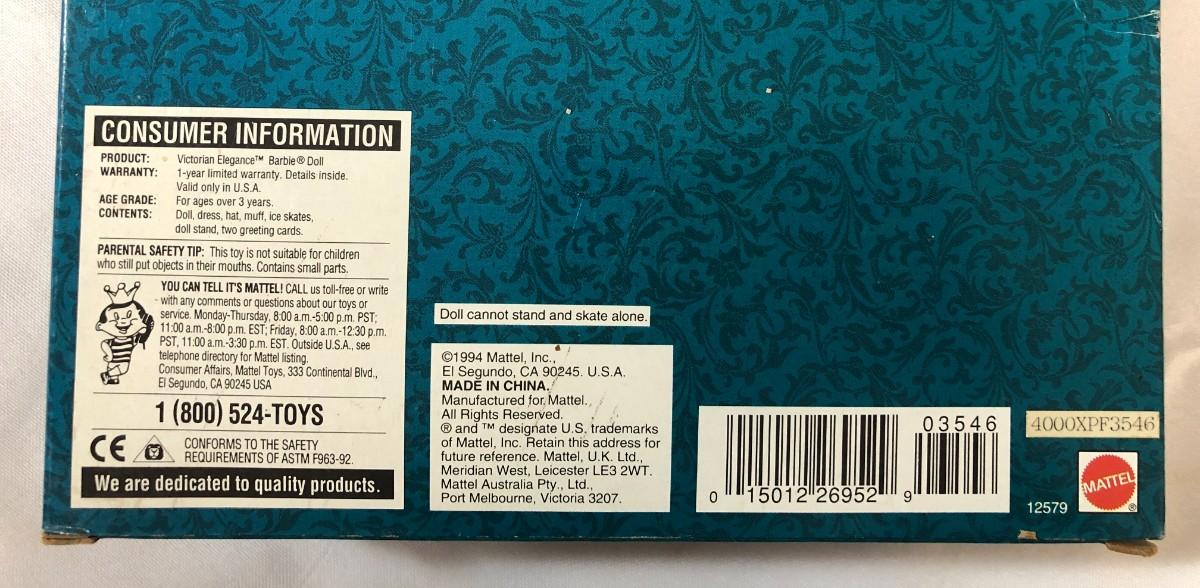 CONSUMER INFORMATION
PRODUCT: Victorian Elegance™ Barbie® Doll
WARRANTY: 1-year limited warranty. Details inside.
Valid only in U.S.A.
AGE GRADE: For ages over 3 years.
CONTENTS: Doll, dress, hat, muff, ice skates,
doll stand, two greeting cards.
PARENTAL SAFETY TIP: This toy is not suitable for children
who still put objects in their mouths. Contains small parts.
YOU CAN TELL IT'S MATTEL! CALL us toll-free or write
with any comments or questions about our toys or
service. Monday-Thursday, 8:00 a.m.-5:00 p.m. PST;
11:00 a.m.-8:00 p.m. EST; Friday, 8:00 a.m.-12:30 p.m.
PST, 11:00 a.m.-3:30 p.m. EST. Outside U.S.A., see
telephone directory for Mattel listing.
Consumer Affairs, Mattel Toys, 333 Continental Blvd.,
El Segundo, CA 90245 USA
1 (800) 524-TOYS
CE
CONFORMS TO THE SAFETY
REQUIREMENTS OF ASTM F963-92.
We are dedicated to quality products.
Doll cannot stand and skate alone.
©1994 Mattel, Inc.,
El Segundo, CA 90245. U.S.A.
MADE IN CHINA.
Manufactured for Mattel.
All Rights Reserved.
® and ™ designate U.S. trademarks
of Mattel, Inc. Retain this address for
future reference. Mattel, U.K. Ltd.,
Meridian West, Leicester LE3 2WT.
Mattel Australia Pty., Ltd.,
Port Melbourne, Victoria 3207.
03546
0 15012 26952 9
4000XPF3546
12579
MATTEL®